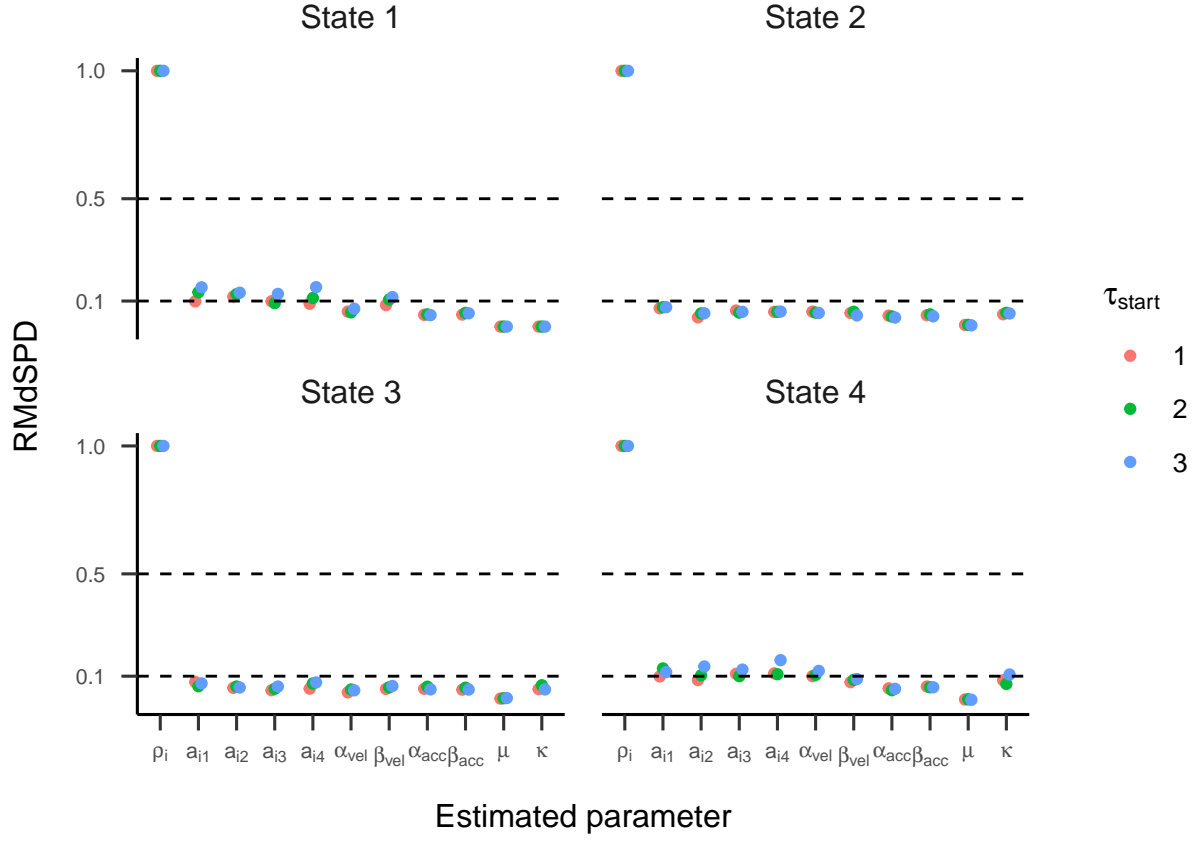 State 1
State 2
1.0
0.5
0.1
State 3
State 4
1.0
0.5
0.1
ρi ai1 ai2 ai3 ai4 αvel βvel αacc βacc μ κ
ρi ai1 ai2 ai3 ai4 αvel βvel αacc βacc μ κ
Estimated parameter
RMdSPD
τstart
1
2
3